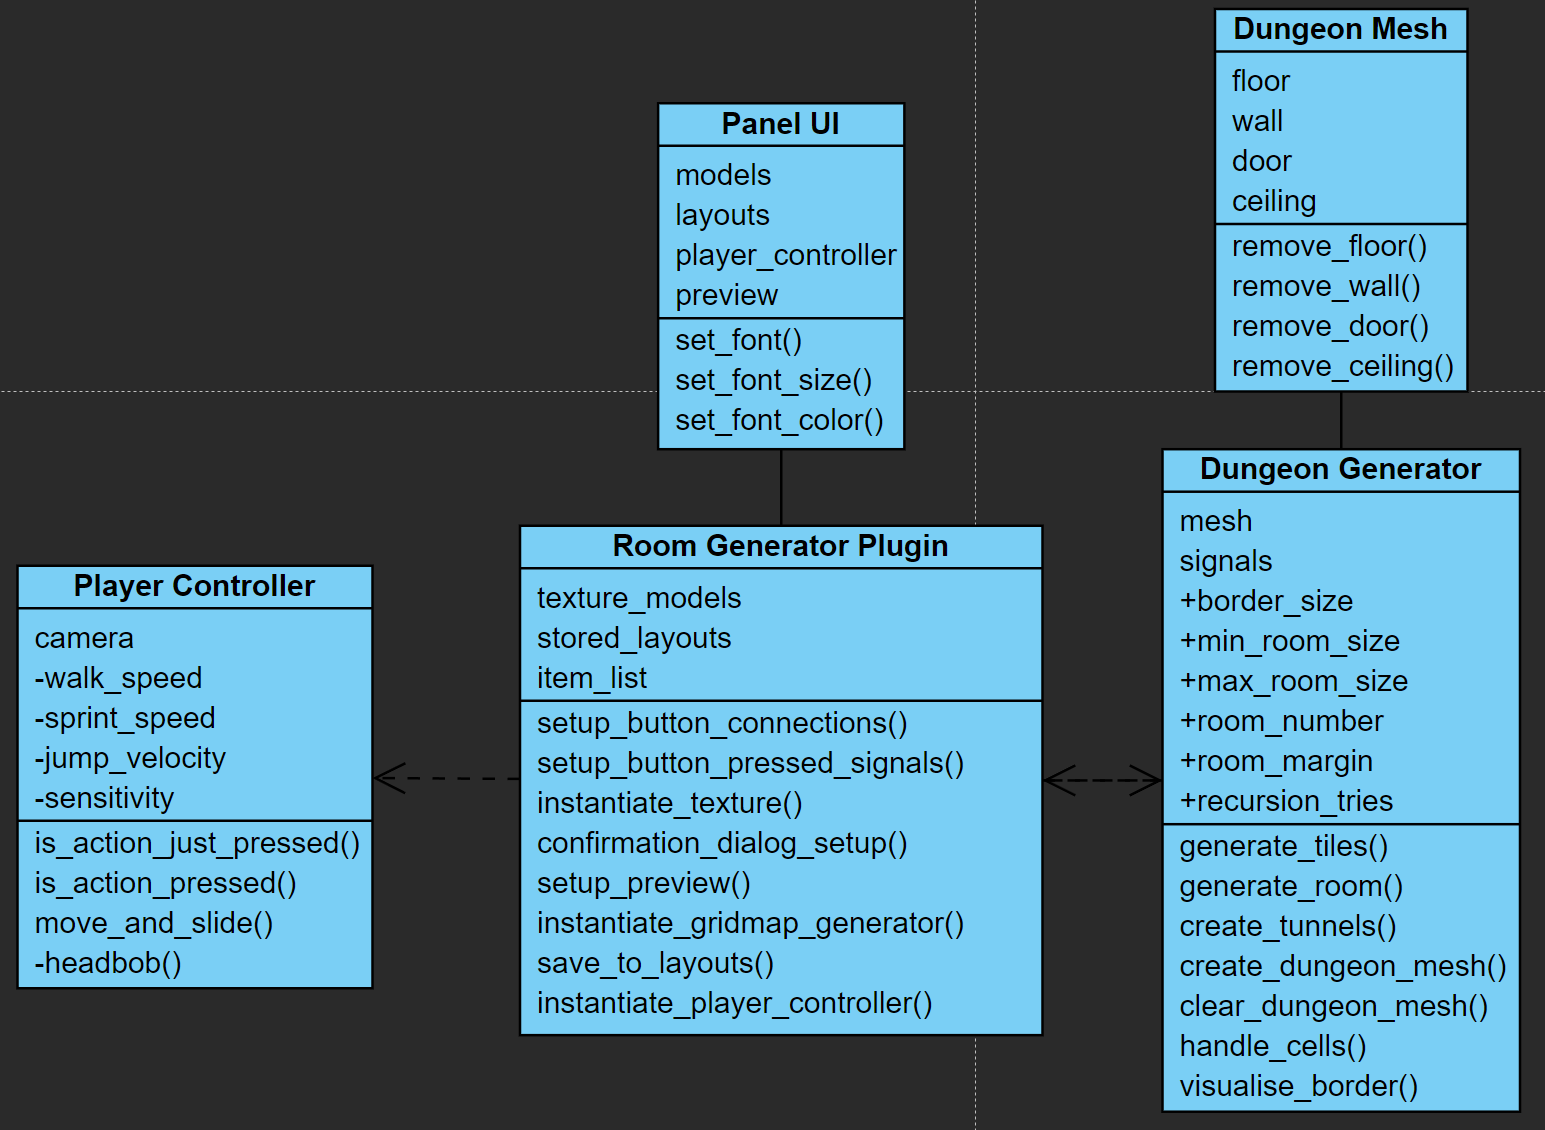 Dungeon Mesh
floor
wall
door
ceiling
remove_floor()
remove_wall()
remove_door()
remove_ceiling()
Panel UI
models
layouts
player_controller
preview
set_font()
set_font_size()
set_font_color()
Player Controller
camera
-walk_speed
-sprint_speed
-jump_velocity
-sensitivity
is_action_just_pressed()
is_action_pressed()
move_and_slide()
-headbob()
Room Generator Plugin
texture_models
stored_layouts
item_list
setup_button_connections()
setup_button_pressed_signals()
instantiate_texture()
confirmation_dialog_setup()
setup_preview()
instantiate_gridmap_generator()
save_to_layouts()
instantiate_player_controller()
Dungeon Generator
mesh
signals
+border_size
+min_room_size
+max_room_size
+room_number
+room_margin
+recursion_tries
generate_tiles()
generate_room()
create_tunnels()
create_dungeon_mesh()
clear_dungeon_mesh()
handle_cells()
visualise_border()